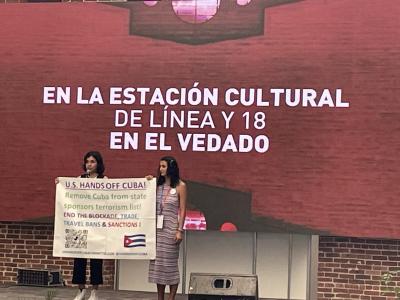 EN LA ESTACIÓN CULTURAL
DE LÍNEA Y 18
EN EL VEDADO
U.S. HANDS OFF CUBA!
Remove Cuba from state
sponsors terrorism list!
END THE BLOCKADE, TRADE,
TRAVEL BANS & SANCTIONS!